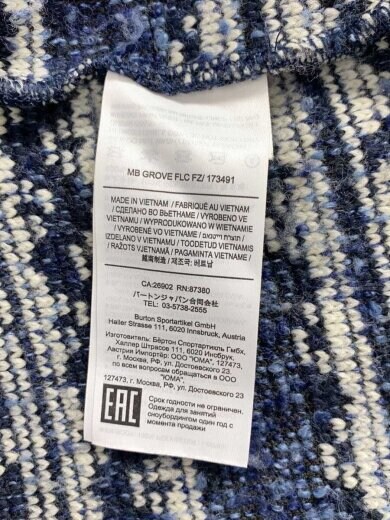 MB GROVE FLC FZ/ 173491
MADE IN VIETNAM / FABRIQUÉ AU VIETNAM
/ СДЕЛАНО ВО ВЬЕТНАМЕ / VYROBENO VE
VIETNAMU / WYPRODUKOWANO W WIETNAMIE
/ VYROBENÉ VO VIETNAME /
IZDELANO V VIETNAMU / TOODETUD VIETNAMIS
/ RAŽOTS VJETNAMĀ / PAGAMINTA VIETNAME /
越南制造 / 제조국: 베트남
CA:26902 RN:87380
バートンジャパン合同会社
TEL: 03-5738-2555
Burton Sportartikel GmbH
Haller Strasse 111, 6020 Innsbruck, Austria
Изготовитель: Бёртон Спортартикль Гмбх,
Халлер Штрассе 111, 6020 Инсбрук,
Австрия Импортёр: ООО "ЮМА", 127473,
г. Москва, РФ, ул. Достоевского 23
по всем вопросам обращаться в ООО
"ЮМА".
127473, г. Москва, РФ, ул. Достоевского 23
EAC
Срок годности не ограничен.
Одежда для занятий
сноубордингом один год с
момента продажи